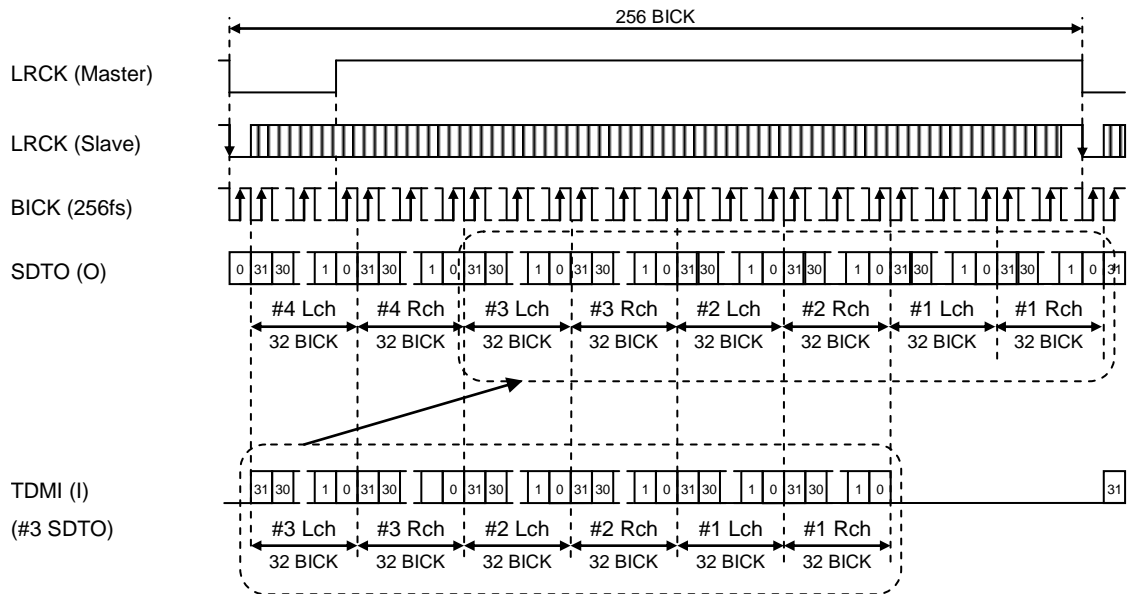 256 BICK
LRCK (Master)
LRCK (Slave)
BICK (256fs)
SDTO (O)
0 31 30 1 0 31 30 1 0 31 30 1 0 31 30 1 0 31 30 1 0 31 30 1 0 31 30 1 0 31 30 1 0 31
#4 Lch #4 Rch #3 Lch #3 Rch #2 Lch #2 Rch #1 Lch #1 Rch
32 BICK 32 BICK 32 BICK 32 BICK 32 BICK 32 BICK 32 BICK 32 BICK
TDMI (I)
31 30 1 0 31 30 0 31 30 1 0 31 30 1 0 31 30 1 0 31 30 1 0 31
(#3 SDTO)
#3 Lch #3 Rch #2 Lch #2 Rch #1 Lch #1 Rch
32 BICK 32 BICK 32 BICK 32 BICK 32 BICK 32 BICK